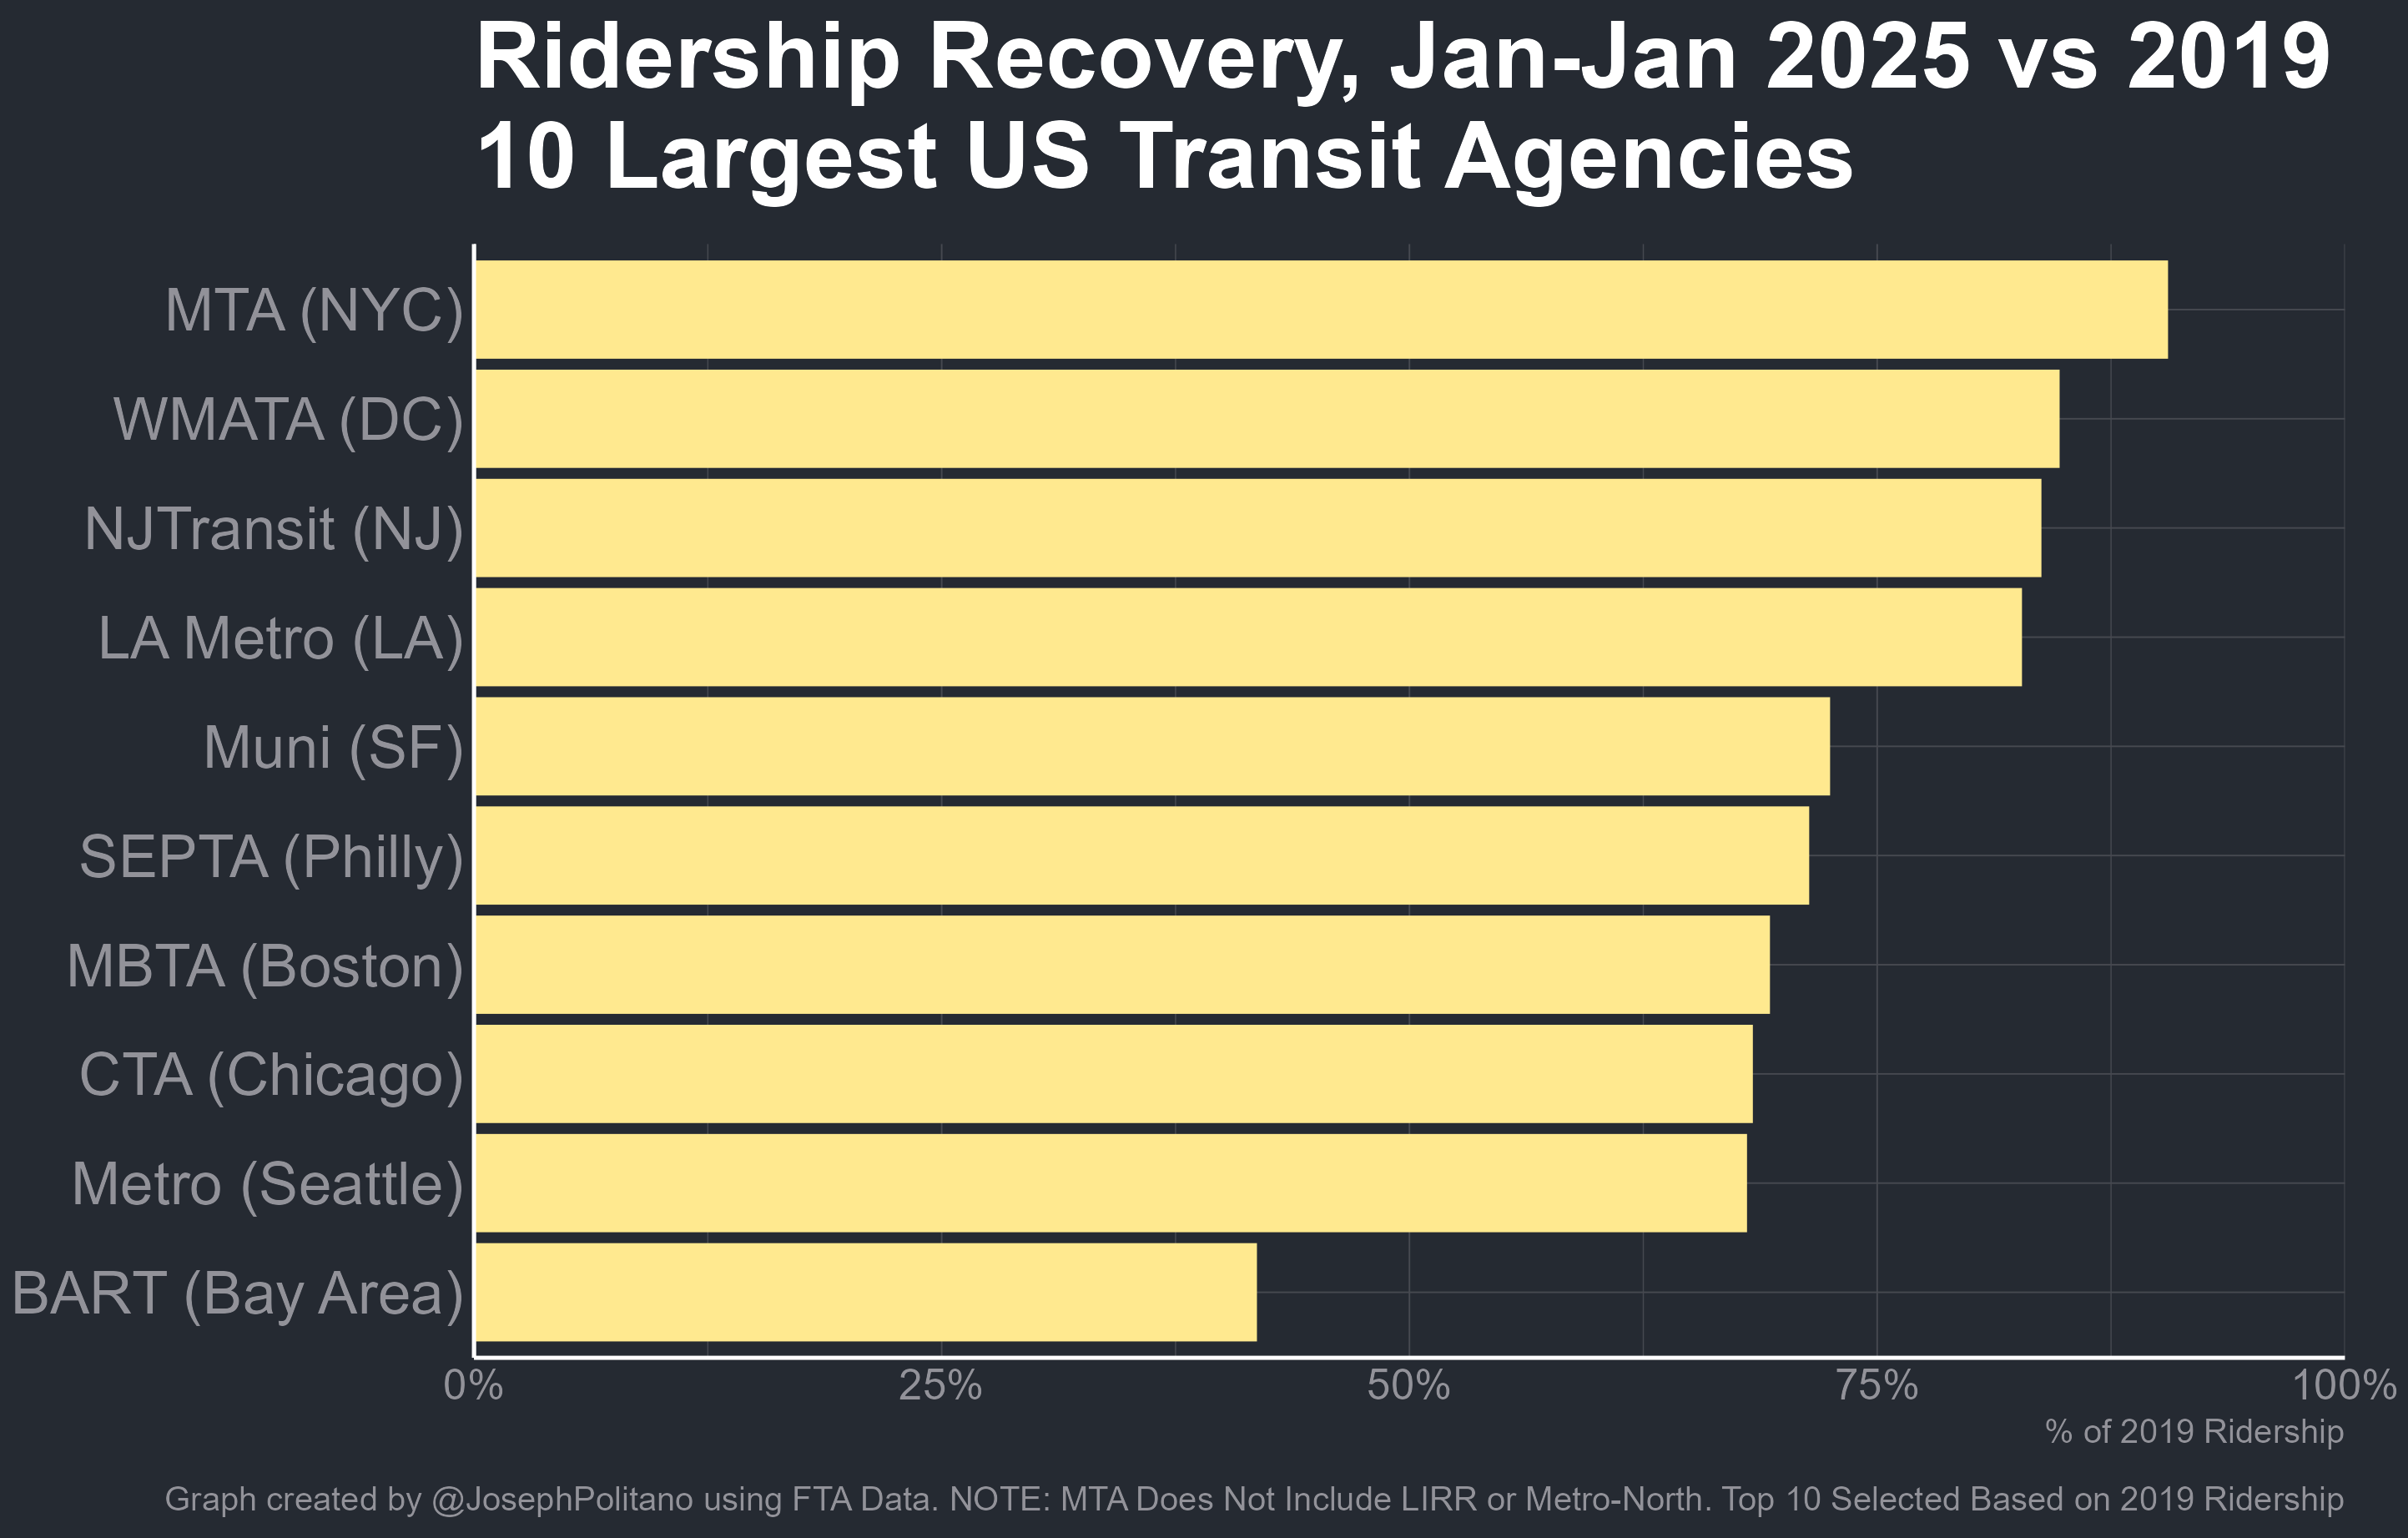 Ridership Recovery, Jan-Jan 2025 vs 2019
10 Largest US Transit Agencies
MTA (NYC)
WMATA (DC)
NJTransit (NJ)
LA Metro (LA)
Muni (SF)
SEPTA (Philly)
MBTA (Boston)
CTA (Chicago)
Metro (Seattle)
BART (Bay Area)
0% 25% 50% 75% 100%
% of 2019 Ridership
Graph created by @JosephPolitano using FTA Data. NOTE: MTA Does Not Include LIRR or Metro-North. Top 10 Selected Based on 2019 Ridership